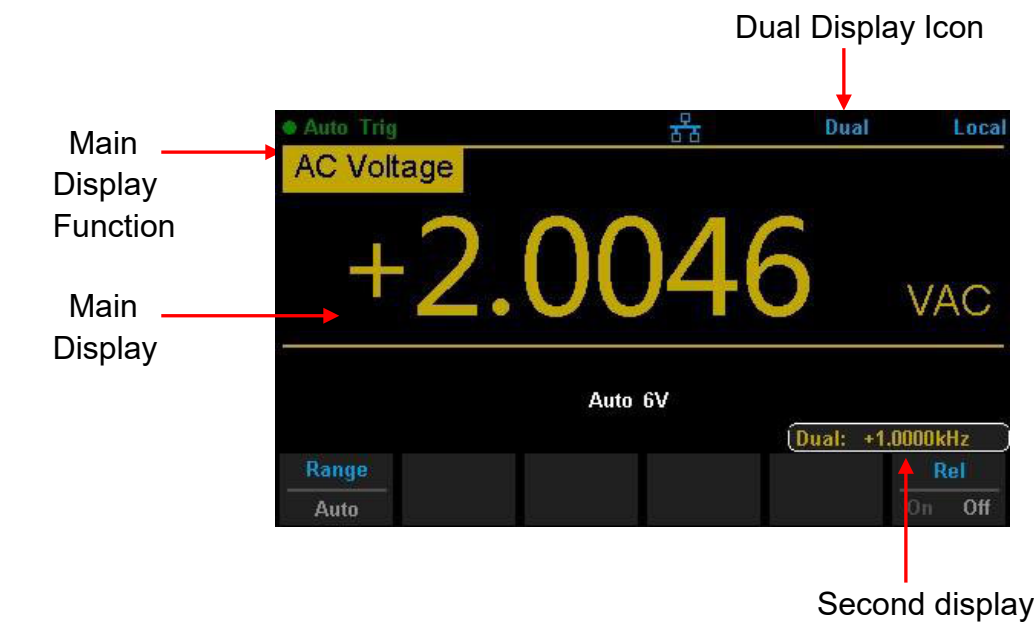 Dual Display Icon
Auto Trig Dual Local
Main
Display
Function
AC Voltage
+2.0046 VAC
Main
Display
Auto 6V
Dual: +1.0000kHz
Range Rel
Auto On Off
Second display